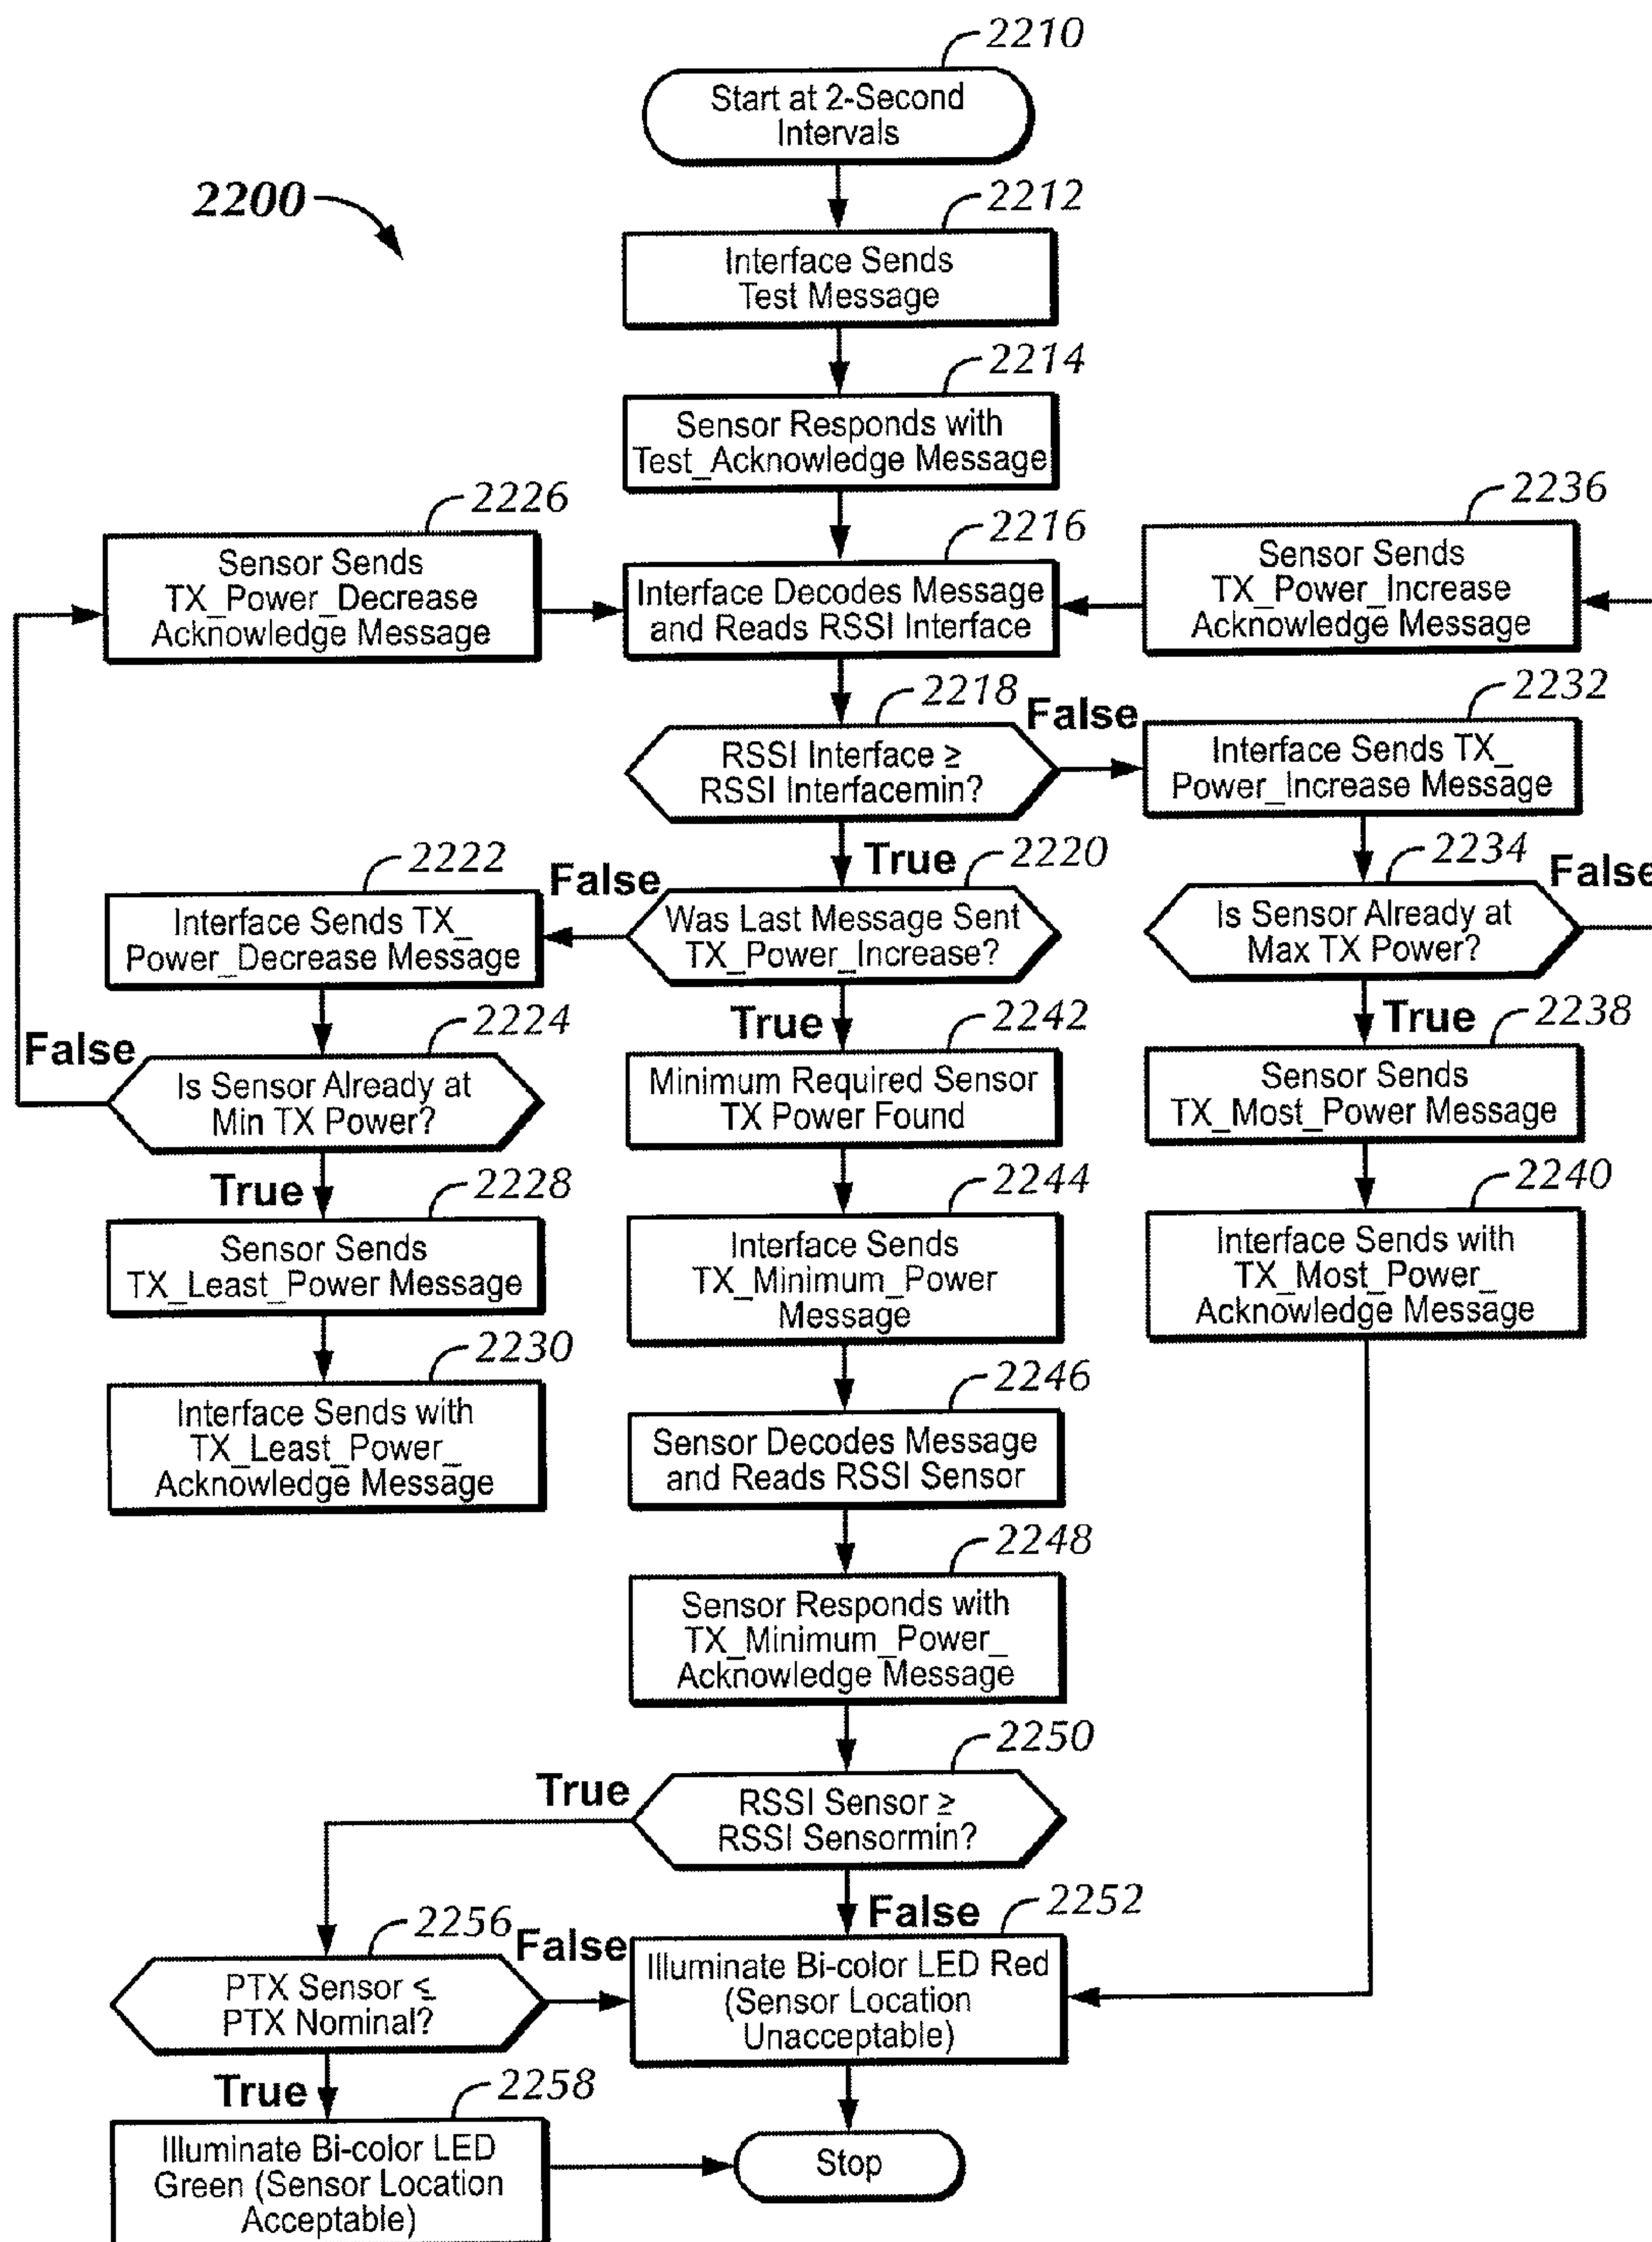 2210
Start at 2-Second
Intervals
2200
2212
Interface Sends
Test Message
2214
Sensor Responds with
Test_Acknowledge Message
2226
Sensor Sends
TX_Power_Decrease
Acknowledge Message
2216
Interface Decodes Message
and Reads RSSI Interface
2236
Sensor Sends
TX_Power_Increase
Acknowledge Message
2218
RSSI Interface ≥
RSSI Interfacemin?
False
2232
Interface Sends TX_
Power_Increase Message
True
2222
Interface Sends TX_
Power_Decrease Message
False
2220
Was Last Message Sent
TX_Power_Increase?
2234
Is Sensor Already at
Max TX Power?
False
2224
False
Is Sensor Already at
Min TX Power?
True
2242
Minimum Required Sensor
TX Power Found
True
2238
Sensor Sends
TX_Most_Power Message
True
2228
Sensor Sends
TX_Least_Power Message
2244
Interface Sends
TX_Minimum_Power
Message
2240
Interface Sends with
TX_Most_Power_
Acknowledge Message
2230
Interface Sends with
TX_Least_Power_
Acknowledge Message
2246
Sensor Decodes Message
and Reads RSSI Sensor
2248
Sensor Responds with
TX_Minimum_Power_
Acknowledge Message
2250
True
RSSI Sensor ≥
RSSI Sensormin?
False
2256
PTX Sensor ≤
PTX Nominal?
False
2252
Illuminate Bi-color LED Red
(Sensor Location
Unacceptable)
True
2258
Illuminate Bi-color LED
Green (Sensor Location
Acceptable)
Stop